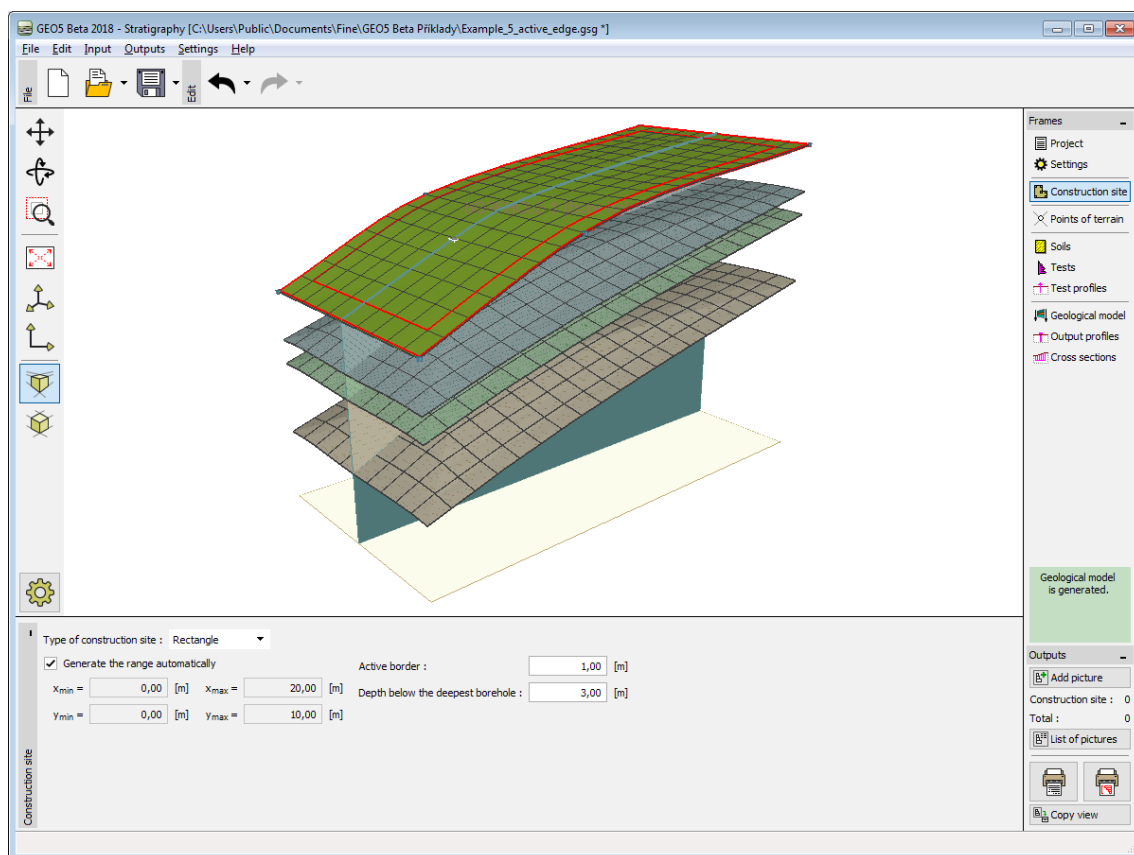 GEO5 Beta 2018 - Stratigraphy [C:\Users\Public\Documents\Fine\GEO5 Beta Příklady\Example_5_active_edge.gsg *]
File Edit Input Outputs Settings Help
File
Edit
Frames
Project
Settings
Construction site
Points of terrain
Soils
Tests
Test profiles
Geological model
Output profiles
Cross sections
Geological model
is generated.
Construction site
Type of construction site : Rectangle
Generate the range automatically
xmin = 0,00 [m] xmax = 20,00 [m]
ymin = 0,00 [m] ymax = 10,00 [m]
Active border : 1,00 [m]
Depth below the deepest borehole : 3,00 [m]
Outputs
Add picture
Construction site : 0
Total : 0
List of pictures
Copy view